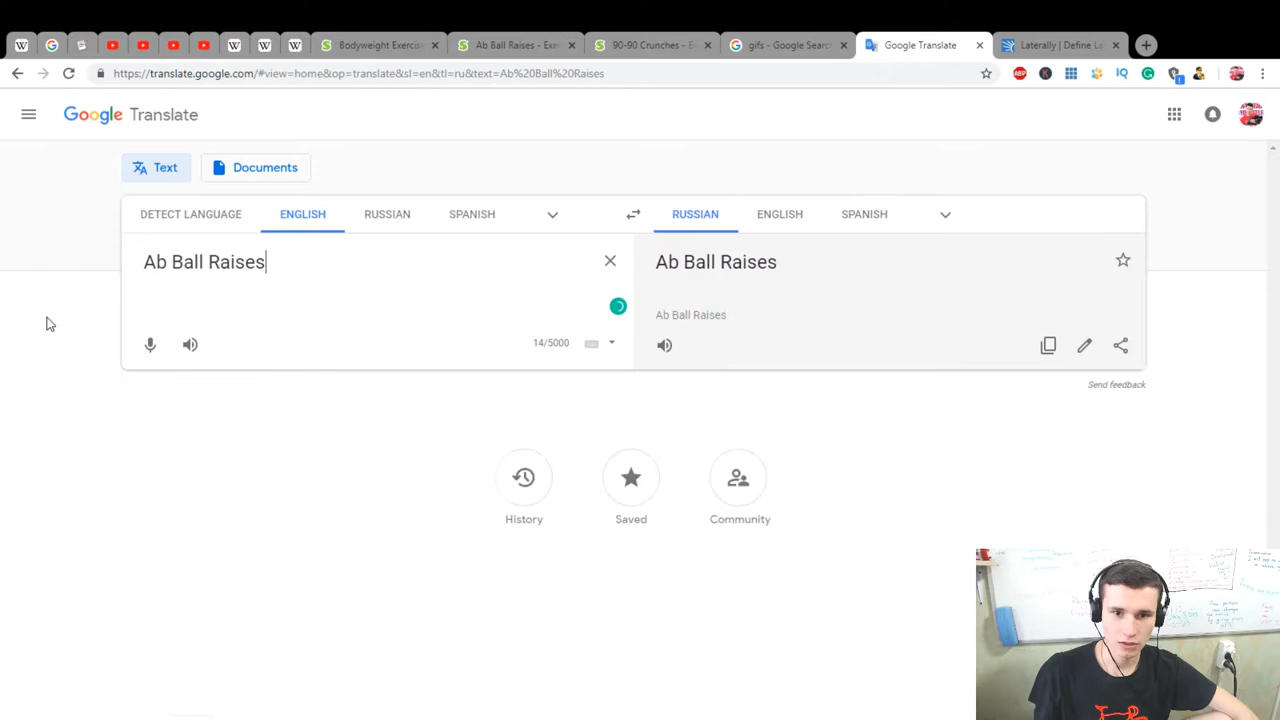 Bodyweight Exercise
Ab Ball Raises - Exe
90-90 Crunches – E
gifs - Google Search
Google Translate
Laterally | Define La
https://translate.google.com/#view=home&op=translate&sl=en&tl=ru&text=Ab%20Ball%20Raises
Google Translate
Text
Documents
DETECT LANGUAGE ENGLISH RUSSIAN SPANISH
RUSSIAN ENGLISH SPANISH
Ab Ball Raises
Ab Ball Raises
Ab Ball Raises
14/5000
Send feedback
History
Saved
Community